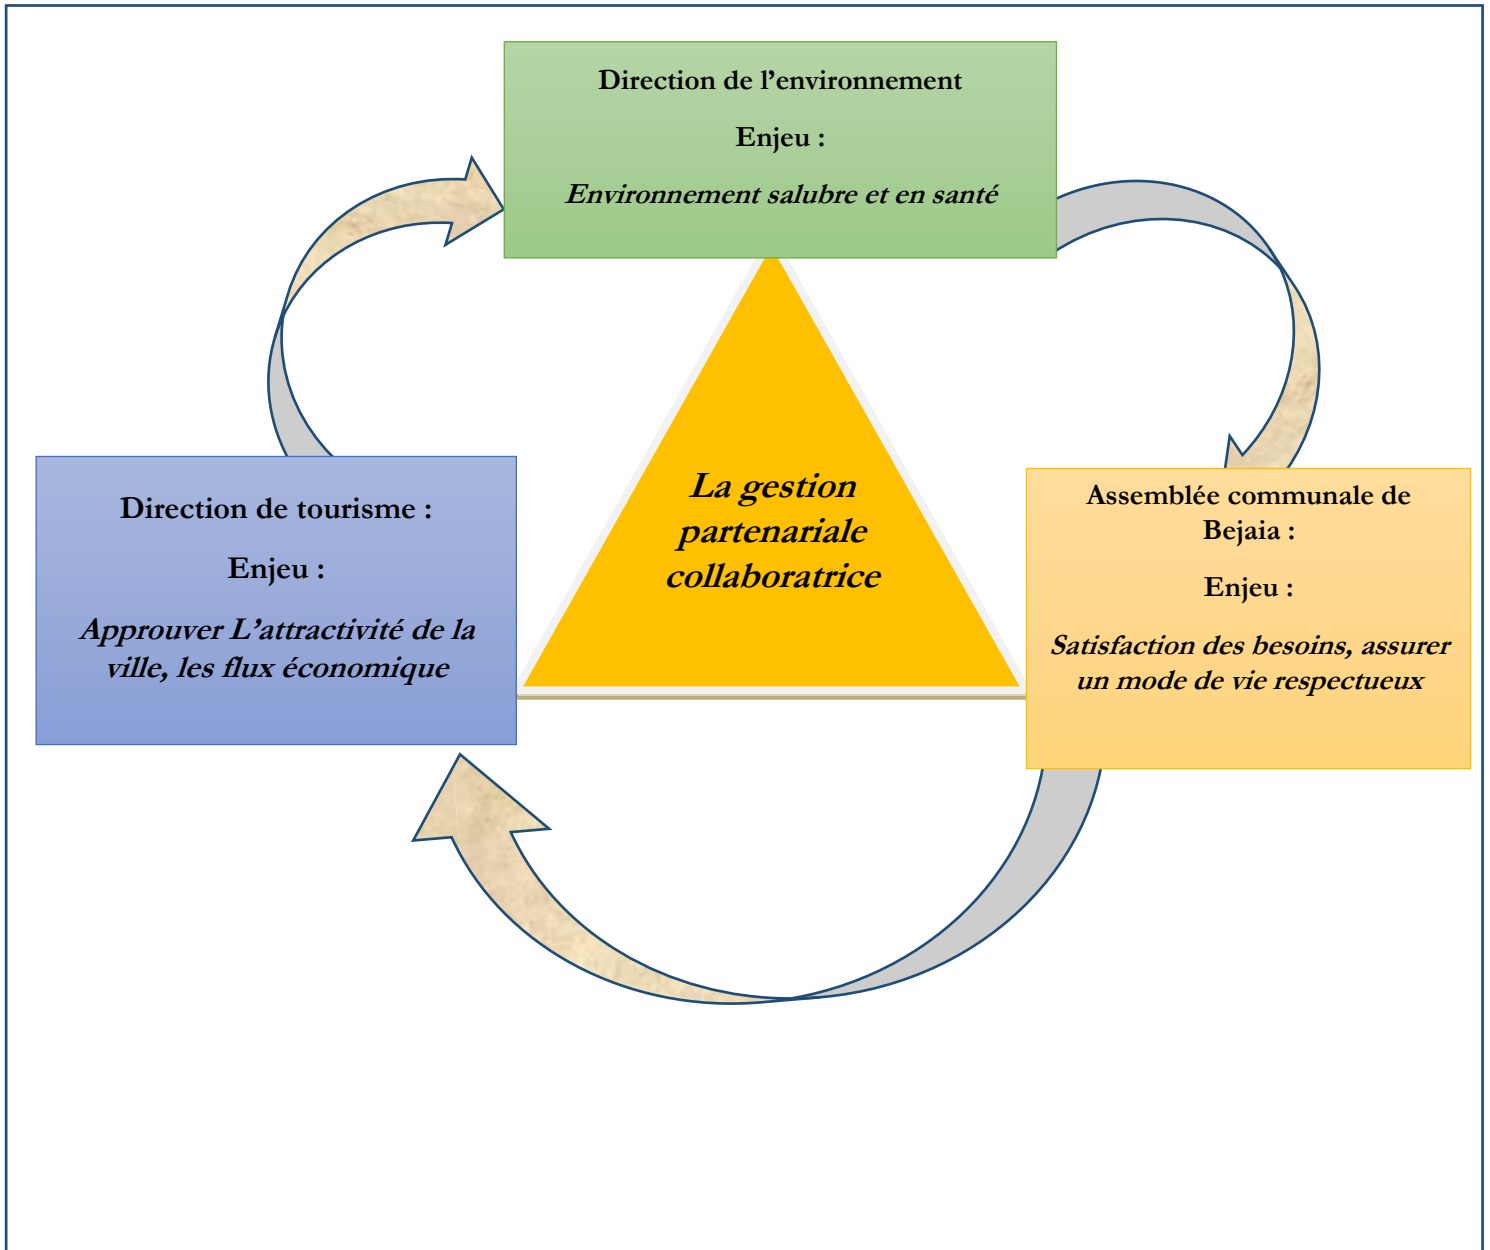 Direction de l’environnement
Enjeu :
Environnement salubre et en santé
Direction de tourisme :
Enjeu :
Approuver L’attractivité de la
ville, les flux économique
La gestion
partenariale
collaboratrice
Assemblée communale de
Bejaia :
Enjeu :
Satisfaction des besoins, assurer
un mode de vie respectueux